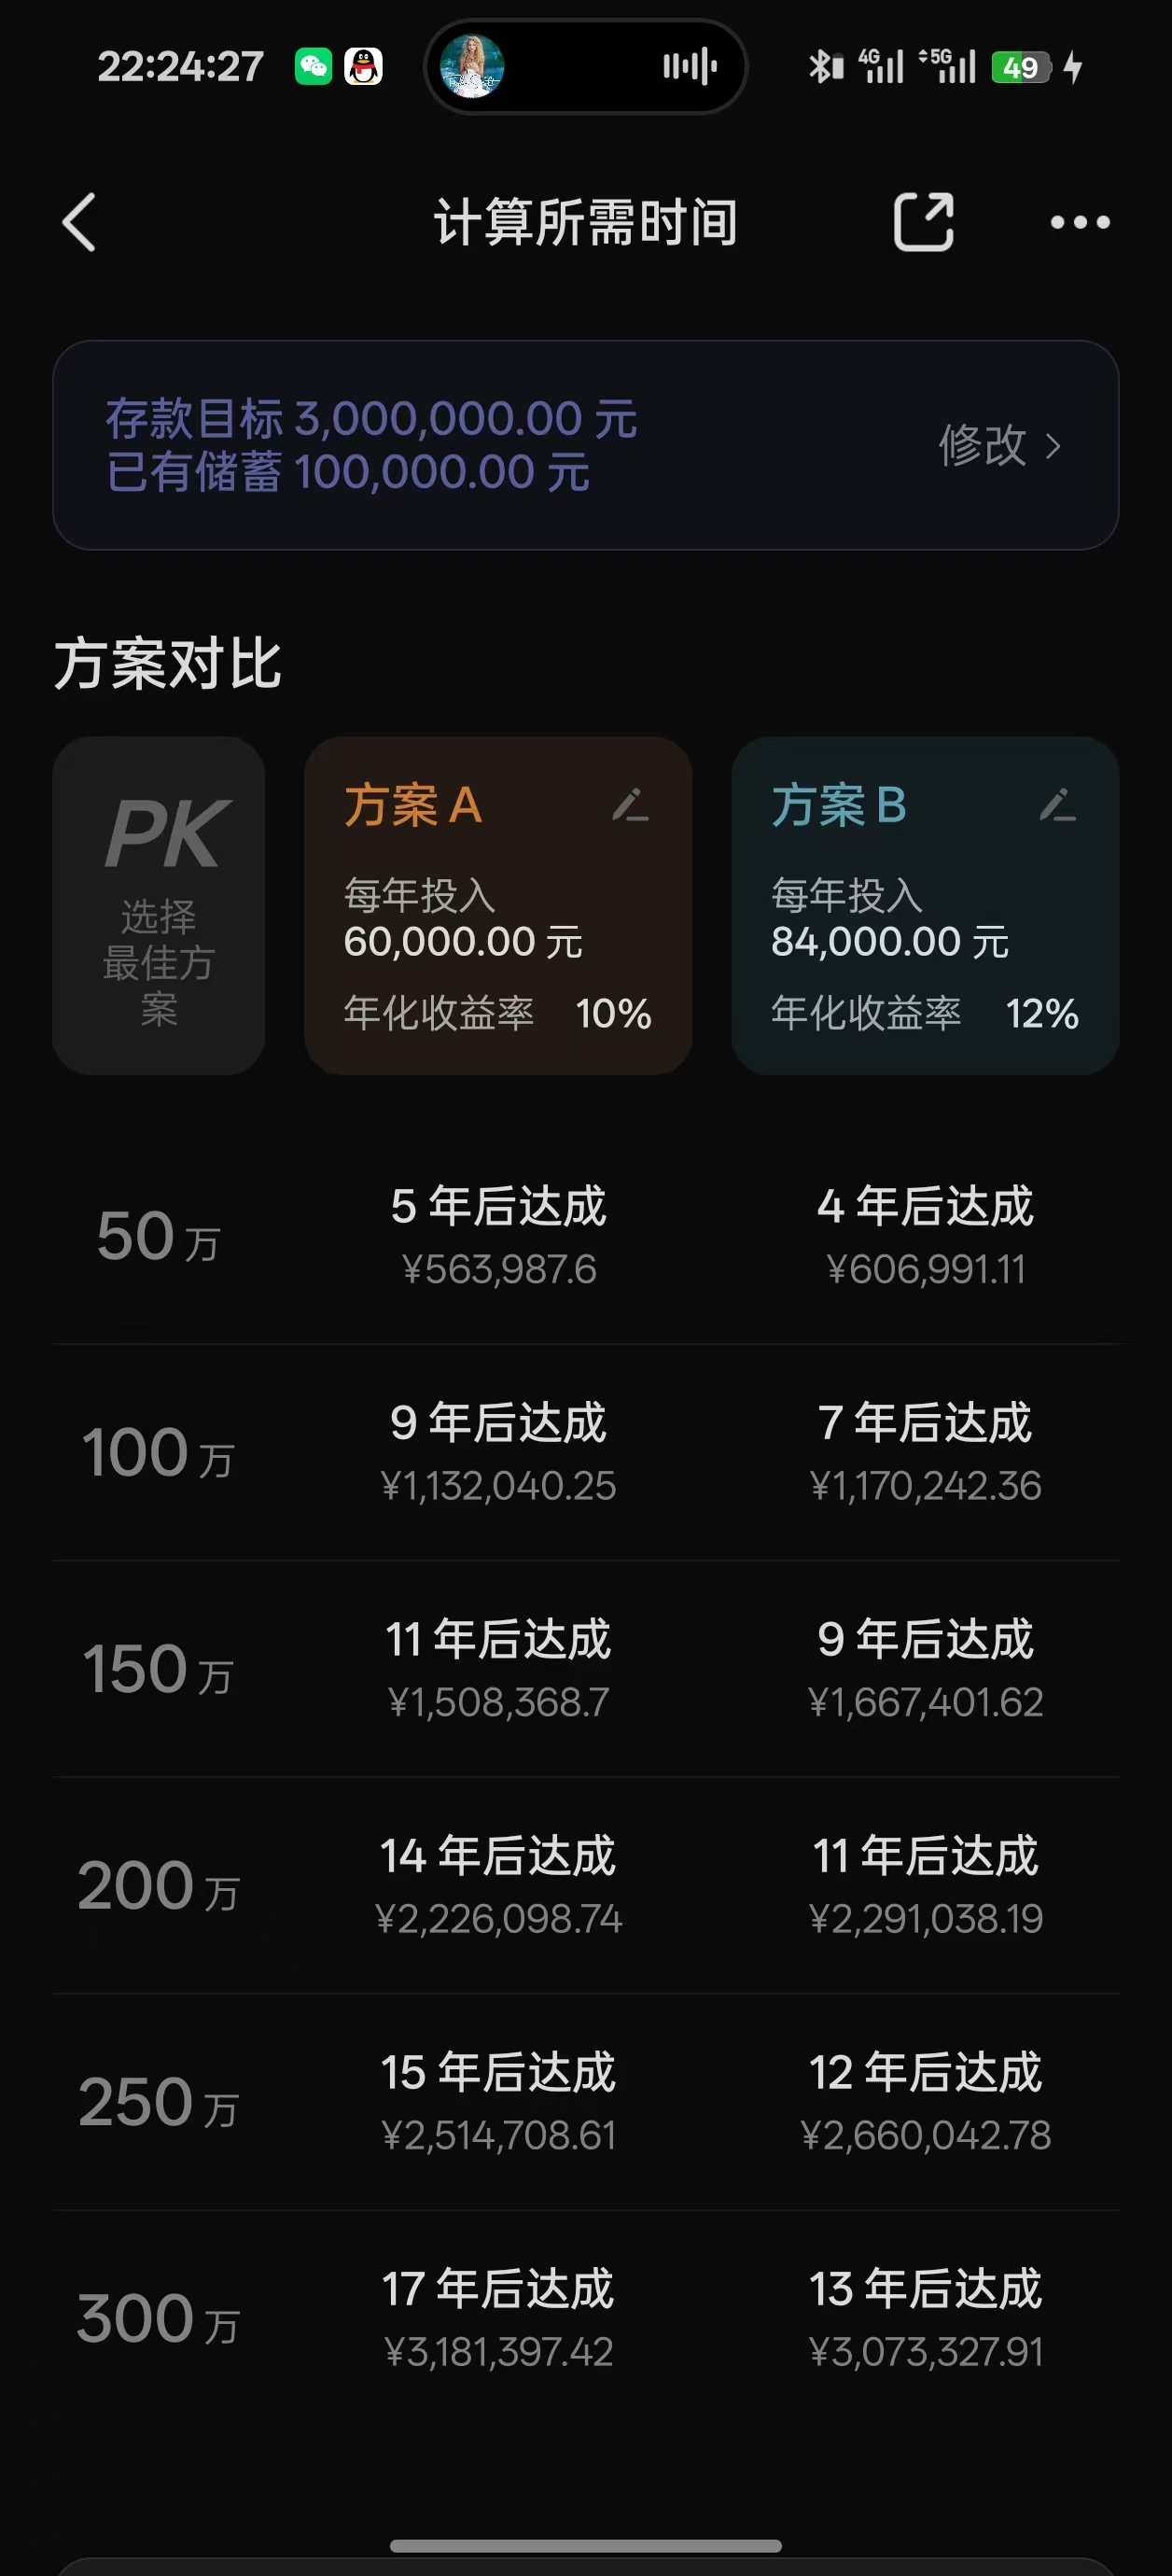 22:24:27 4G 5G 49
计算所需时间
存款目标 3,000,000.00 元
已有储蓄 100,000.00 元
修改
方案对比
PK
选择
最佳方
案
方案 A
每年投入
60,000.00 元
年化收益率 10%
方案 B
每年投入
84,000.00 元
年化收益率 12%
50 万
5 年后达成
¥563,987.6
4 年后达成
¥606,991.11
100 万
9 年后达成
¥1,132,040.25
7 年后达成
¥1,170,242.36
150 万
11 年后达成
¥1,508,368.7
9 年后达成
¥1,667,401.62
200 万
14 年后达成
¥2,226,098.74
11 年后达成
¥2,291,038.19
250 万
15 年后达成
¥2,514,708.61
12 年后达成
¥2,660,042.78
300 万
17 年后达成
¥3,181,397.42
13 年后达成
¥3,073,327.91